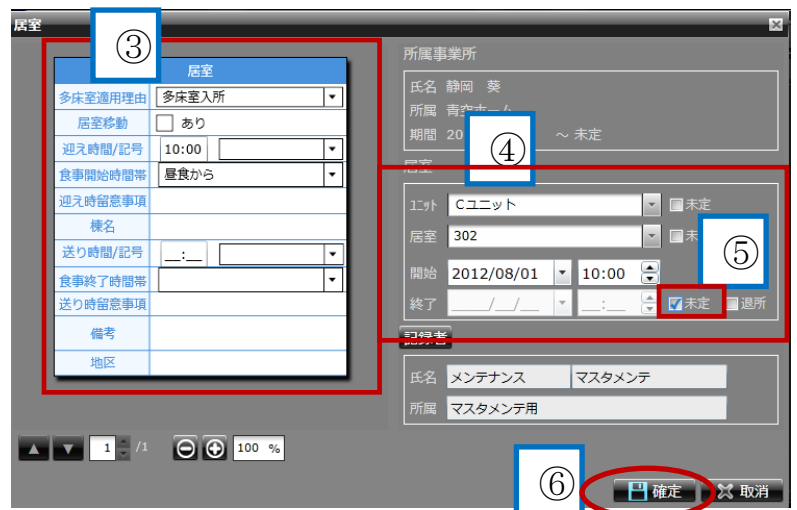 居室
③
居室
多床室適用理由 多床室入所
居室移動 あり
迎え時間/記号 10:00
食事開始時間帯 昼食から
迎え時留意事項
棟名
送り時間/記号 __:__
食事終了時間帯
送り時留意事項
備考
地区
1 /1 100 %
所属事業所
氏名 静岡 葵
所属 青空ホーム
期間 20 ～ 未定
④
居室
ユニット Cユニット 未定
居室 302 未
⑤
開始 2012/08/01 10:00
終了 __/__/__ __:__ 未定 退所
記録者
氏名 メンテナンス マスタメンテ
所属 マスタメンテ用
⑥
確定 取消